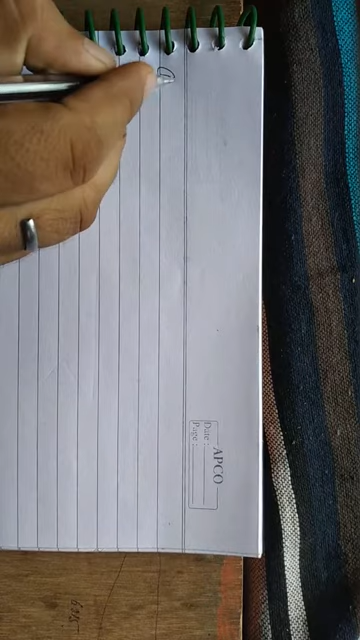 APCO
Date :
Page :